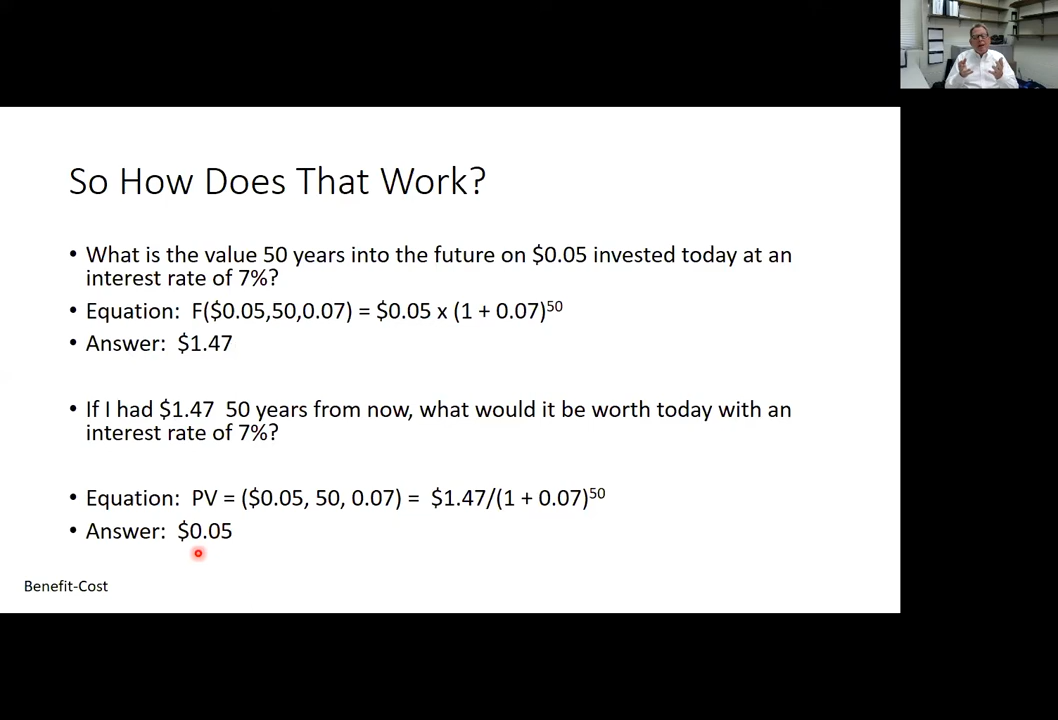 So How Does That Work?
• What is the value 50 years into the future on $0.05 invested today at an
interest rate of 7%?
• Equation:  F($0.05,50,0.07) = $0.05 x (1 + 0.07)⁵⁰
• Answer:  $1.47
• If I had $1.47  50 years from now, what would it be worth today with an
interest rate of 7%?
• Equation:  PV = ($0.05, 50, 0.07) =  $1.47/(1 + 0.07)⁵⁰
• Answer:  $0.05
Benefit-Cost